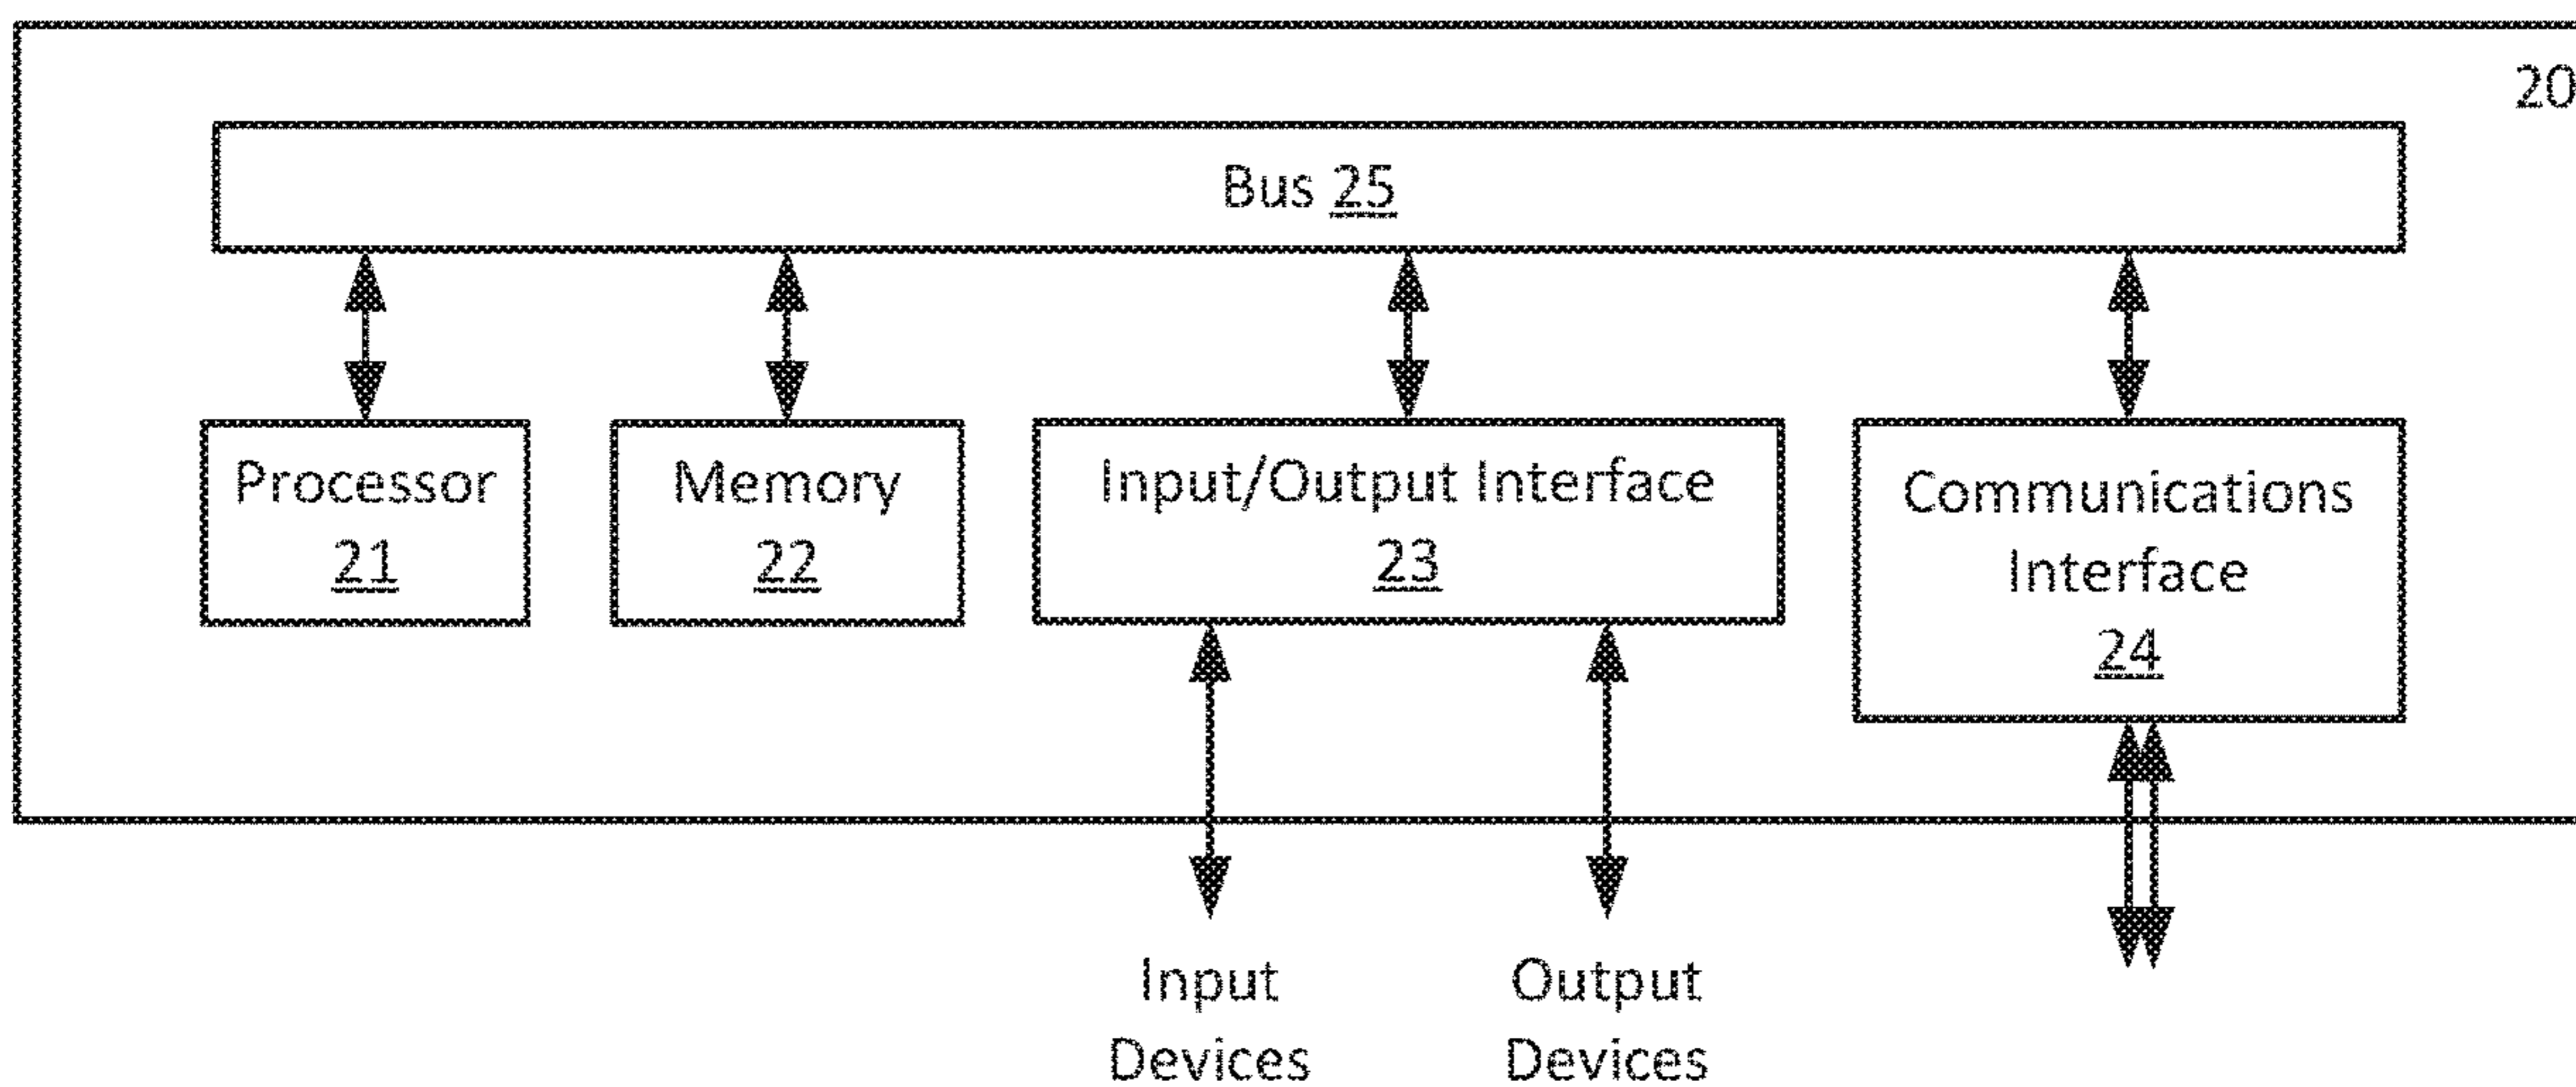 20
Bus 25
Processor
21
Memory
22
Input/Output Interface
23
Communications
Interface
24
Input
Devices
Output
Devices